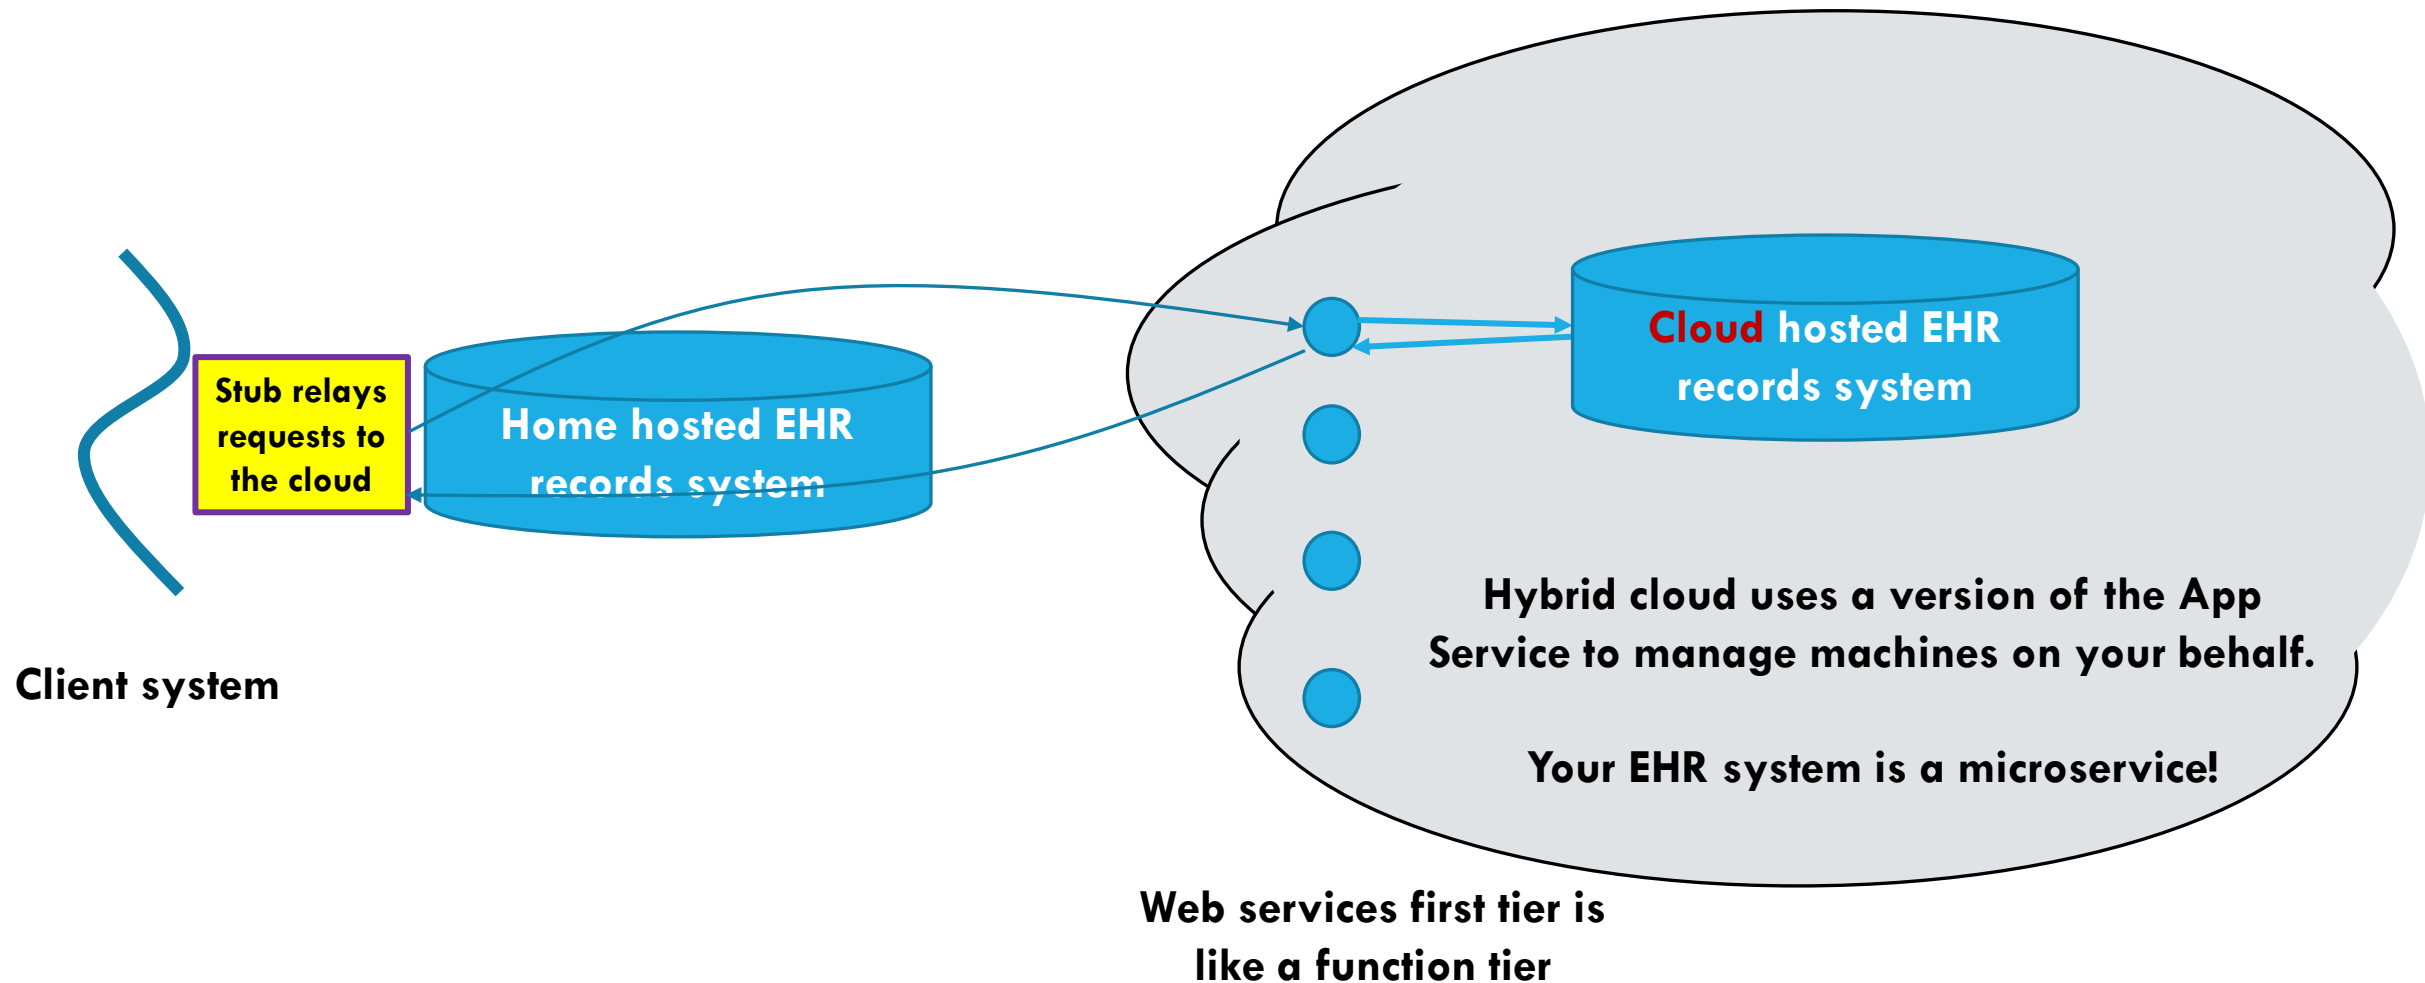 Stub relays
requests to
the cloud
Home hosted EHR
records system
Cloud hosted EHR
records system
Client system
Hybrid cloud uses a version of the App
Service to manage machines on your behalf.
Your EHR system is a microservice!
Web services first tier is
like a function tier